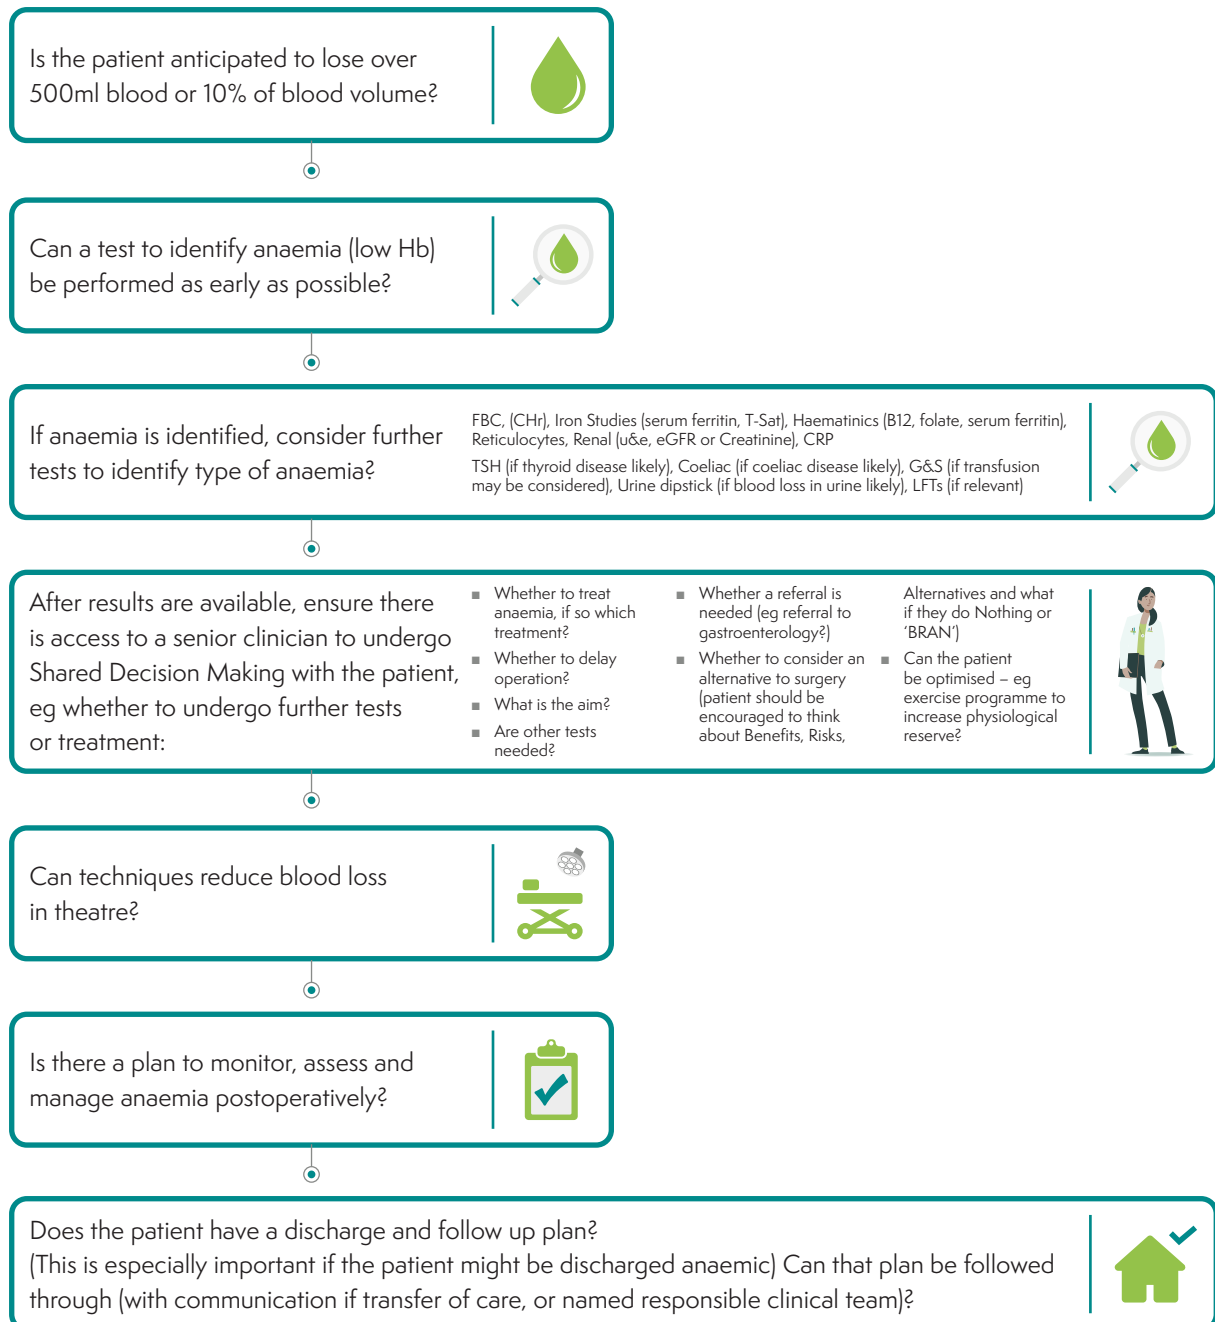 Is the patient anticipated to lose over
500ml blood or 10% of blood volume?
Can a test to identify anaemia (low Hb)
be performed as early as possible?
If anaemia is identified, consider further
tests to identify type of anaemia?
FBC, (CHr), Iron Studies (serum ferritin, T-Sat), Haematinics (B12, folate, serum ferritin),
Reticulocytes, Renal (u&e, eGFR or Creatinine), CRP
TSH (if thyroid disease likely), Coeliac (if coeliac disease likely), G&S (if transfusion
may be considered), Urine dipstick (if blood loss in urine likely), LFTs (if relevant)
After results are available, ensure there
is access to a senior clinician to undergo
Shared Decision Making with the patient,
eg whether to undergo further tests
or treatment:
■ Whether to treat
anaemia, if so which
treatment?
■ Whether to delay
operation?
■ What is the aim?
■ Are other tests
needed?
■ Whether a referral is
needed (eg referral to
gastroenterology?)
■ Whether to consider an
alternative to surgery
(patient should be
encouraged to think
about Benefits, Risks,
Alternatives and what
if they do Nothing or
‘BRAN’)
■ Can the patient
be optimised – eg
exercise programme to
increase physiological
reserve?
Can techniques reduce blood loss
in theatre?
Is there a plan to monitor, assess and
manage anaemia postoperatively?
Does the patient have a discharge and follow up plan?
(This is especially important if the patient might be discharged anaemic) Can that plan be followed
through (with communication if transfer of care, or named responsible clinical team)?